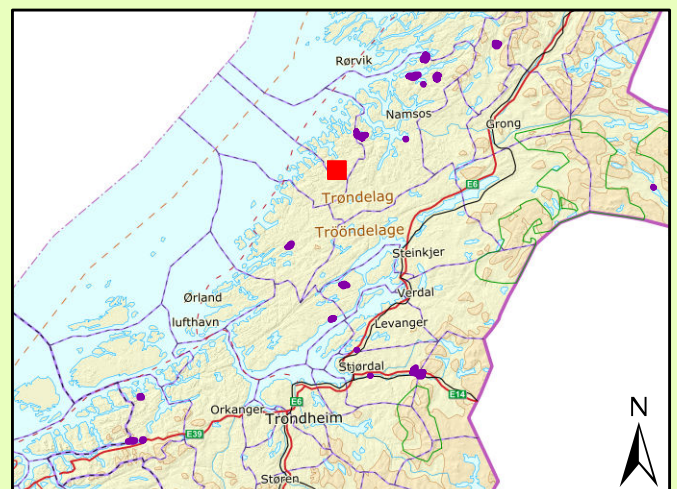 Rørvik
Namsos
Grong
E6
Trøndelag
Trööndelage
Steinkjer
Ørland
lufthavn
Verdal
Levanger
Stjørdal
E6
E14
Orkanger
Trondheim
E39
Støren
N